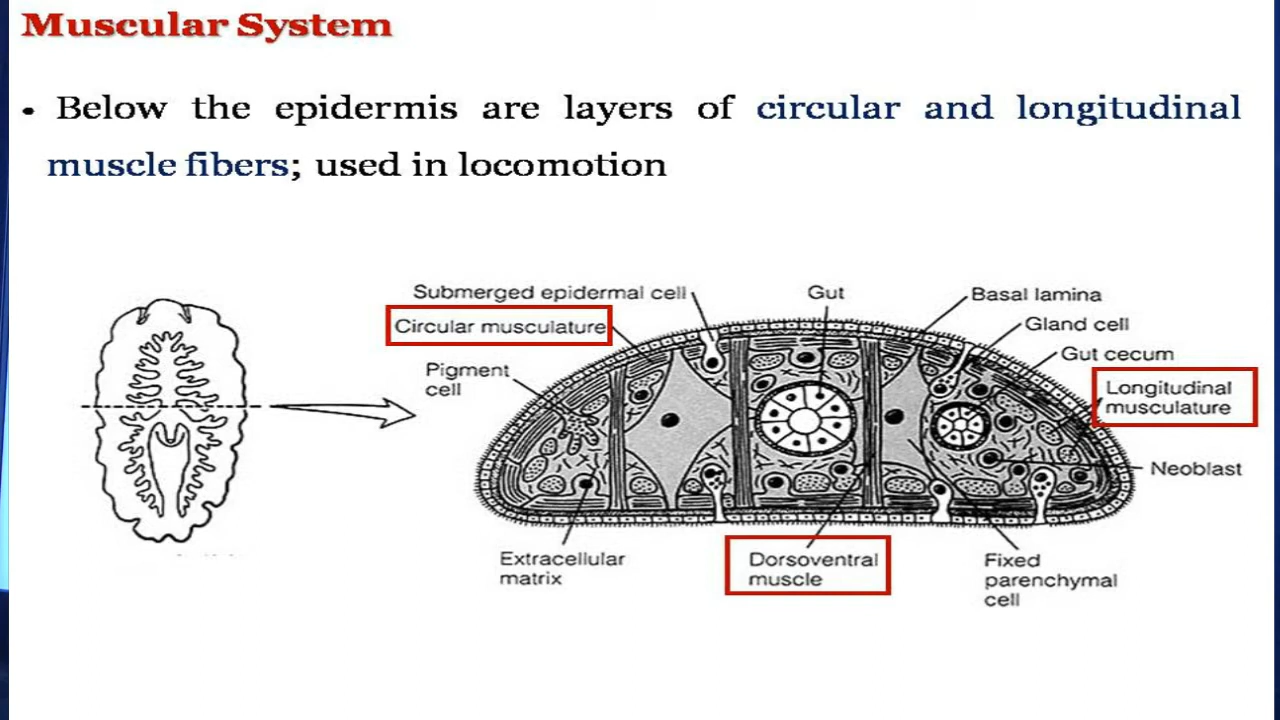 Muscular System
• Below the epidermis are layers of circular and longitudinal
muscle fibers; used in locomotion
Submerged epidermal cell
Gut
Basal lamina
Circular musculature
Gland cell
Gut cecum
Pigment
cell
Longitudinal
musculature
Neoblast
Extracellular
matrix
Dorsoventral
muscle
Fixed
parenchymal
cell